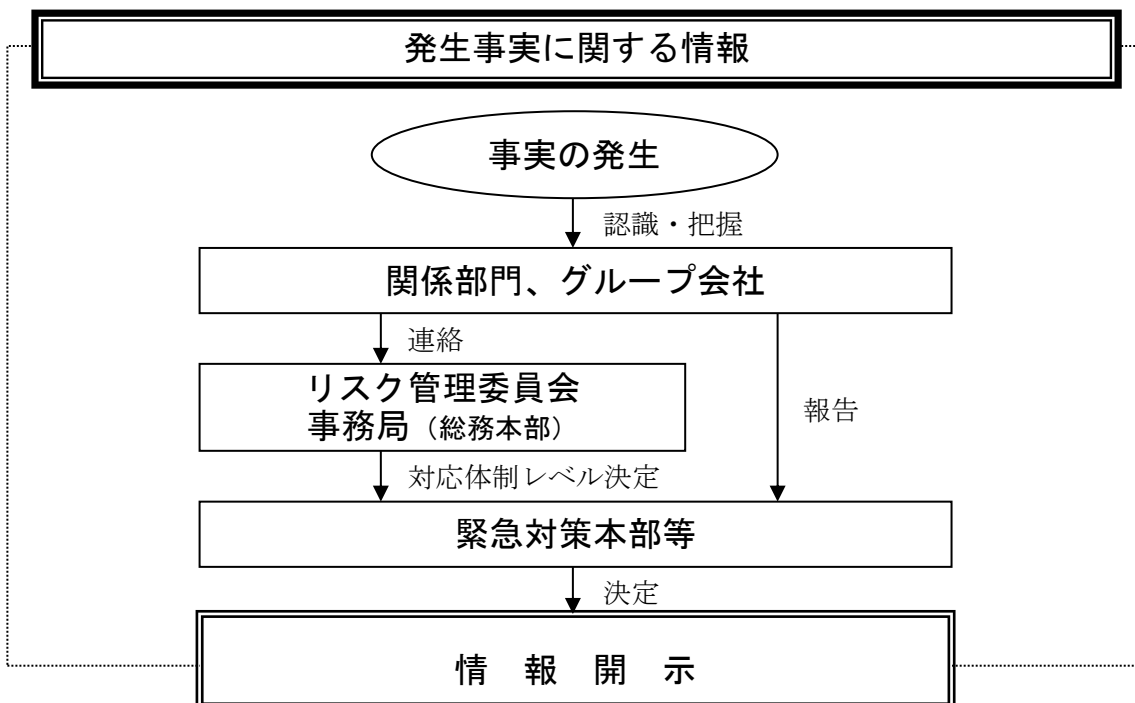 発生事実に関する情報
事実の発生
認識・把握
関係部門、グループ会社
連絡
リスク管理委員会
事務局（総務本部）
報告
対応体制レベル決定
緊急対策本部等
決定
情 報 開 示